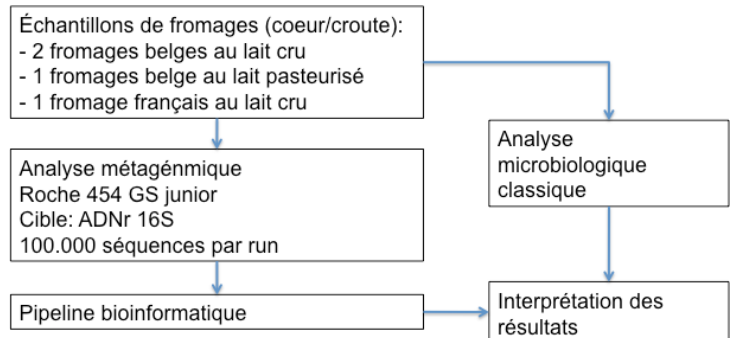 Échantillons de fromages (coeur/croute):
- 2 fromages belges au lait cru
- 1 fromages belge au lait pasteurisé
- 1 fromage français au lait cru
Analyse métagénmique
Roche 454 GS junior
Cible: ADNr 16S
100.000 séquences par run
Pipeline bioinformatique
Analyse
microbiologique
classique
Interprétation des
résultats